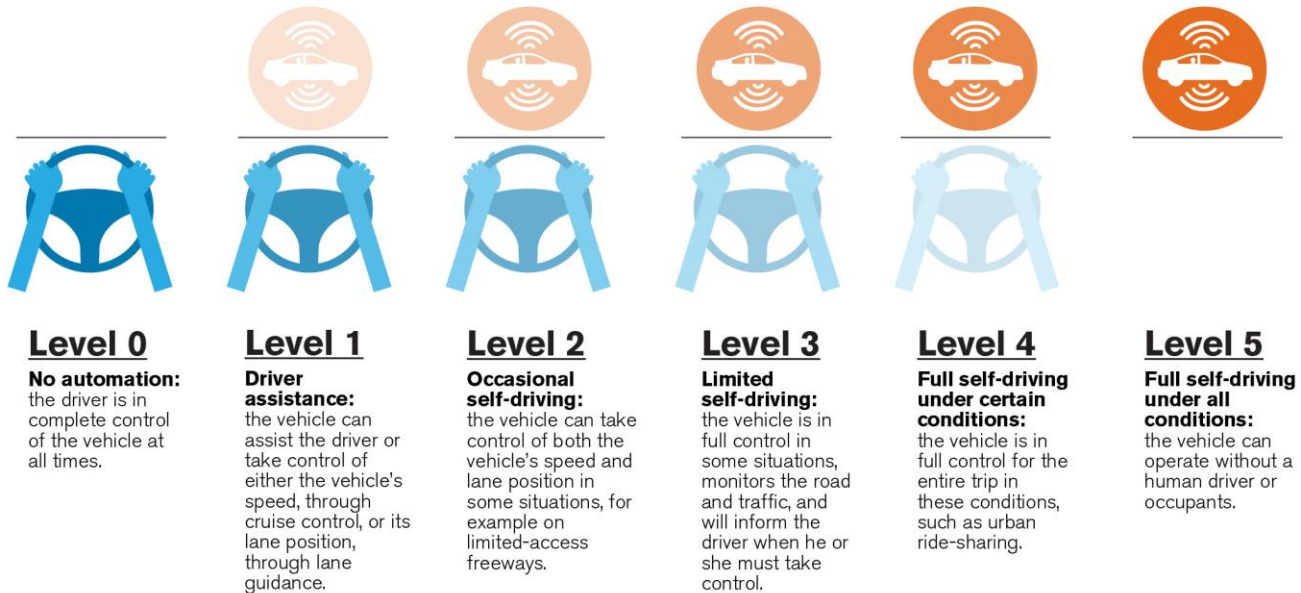 Level 0
No automation:
the driver is in
complete control
of the vehicle at
all times.
Level 1
Driver
assistance:
the vehicle can
assist the driver or
take control of
either the vehicle’s
speed, through
cruise control, or its
lane position,
through lane
guidance.
Level 2
Occasional
self-driving:
the vehicle can take
control of both the
vehicle’s speed and
lane position in
some situations, for
example on
limited-access
freeways.
Level 3
Limited
self-driving:
the vehicle is in
full control in
some situations,
monitors the road
and traffic, and
will inform the
driver when he or
she must take
control.
Level 4
Full self-driving
under certain
conditions:
the vehicle is in
full control for the
entire trip in
these conditions,
such as urban
ride-sharing.
Level 5
Full self-driving
under all
conditions:
the vehicle can
operate without a
human driver or
occupants.